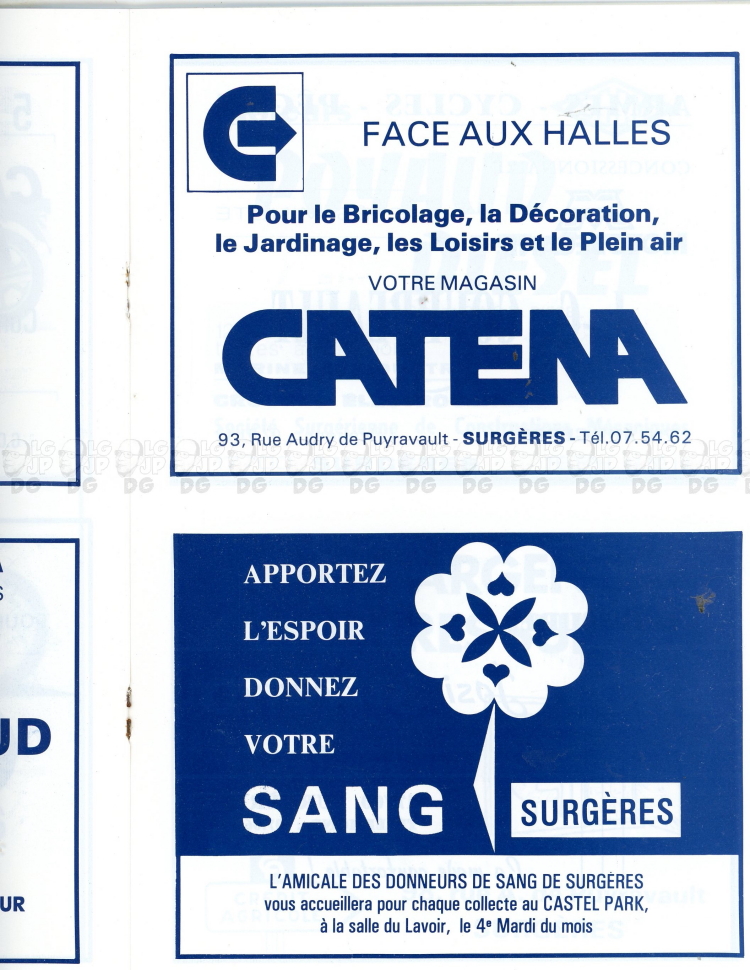 FACE AUX HALLES
Pour le Bricolage, la Décoration,
le Jardinage, les Loisirs et le Plein air
VOTRE MAGASIN
CATENA
93, Rue Audry de Puyravault - SURGÈRES - Tél.07.54.62
UD
UR
APPORTEZ
L'ESPOIR
DONNEZ
VOTRE
SANG
SURGÈRES
L'AMICALE DES DONNEURS DE SANG DE SURGÈRES
vous accueillera pour chaque collecte au CASTEL PARK,
à la salle du Lavoir, le 4e Mardi du mois